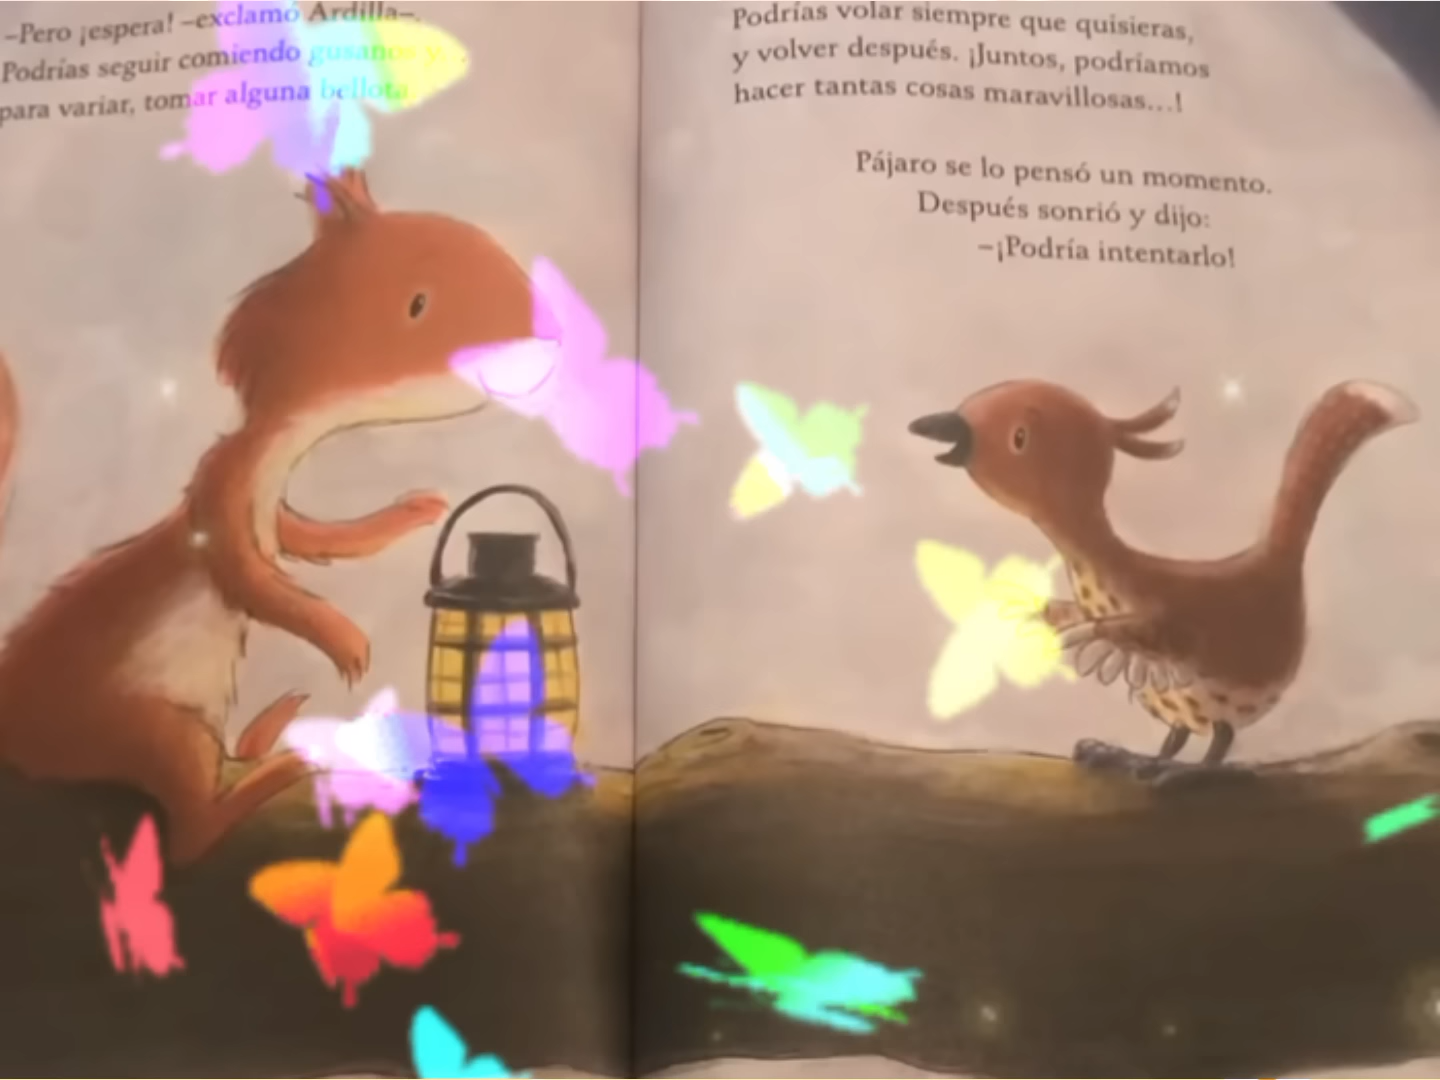 –Pero ¡espera! –exclamó Ardilla–.
Podrías seguir comiendo gusanos y,
para variar, tomar alguna bellota.
Podrías volar siempre que quisieras,
y volver después. ¡Juntos, podríamos
hacer tantas cosas maravillosas...!
Pájaro se lo pensó un momento.
Después sonrió y dijo:
–¡Podría intentarlo!